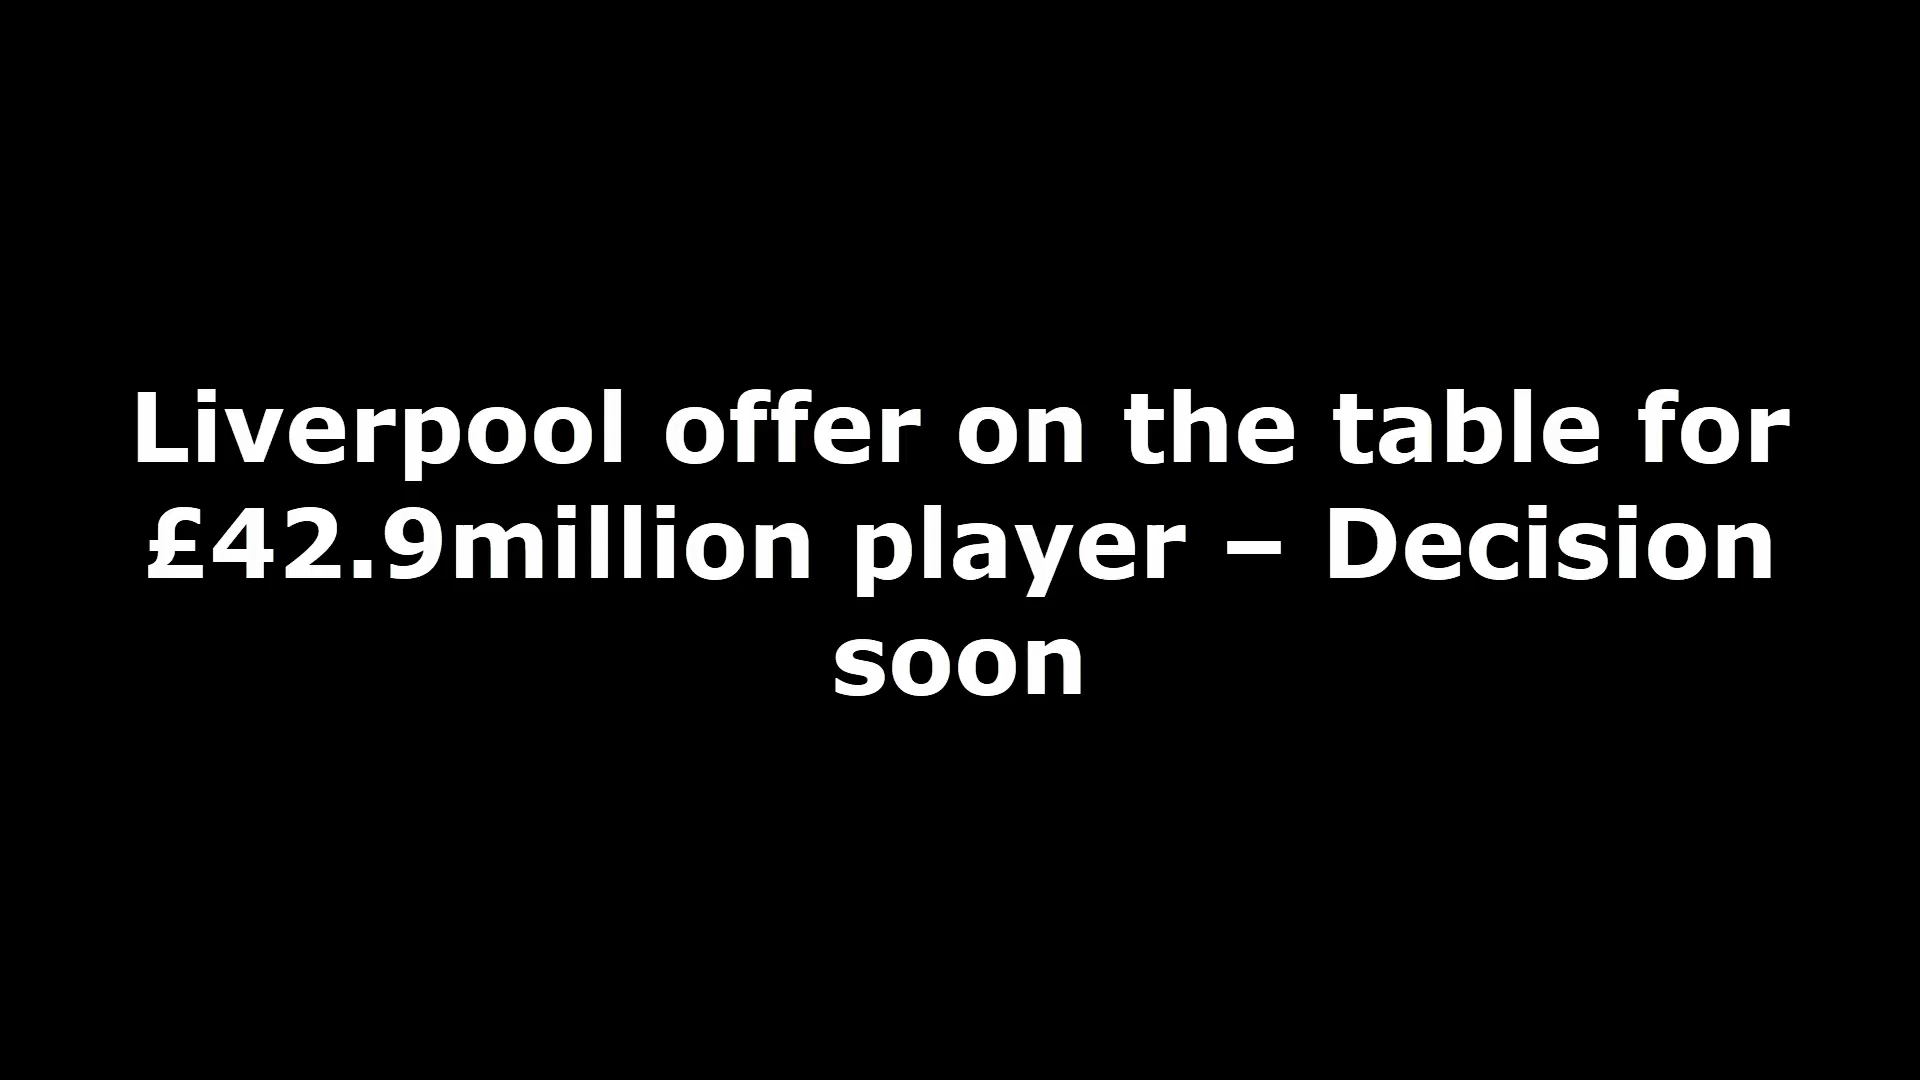 Liverpool offer on the table for
£42.9million player – Decision
soon